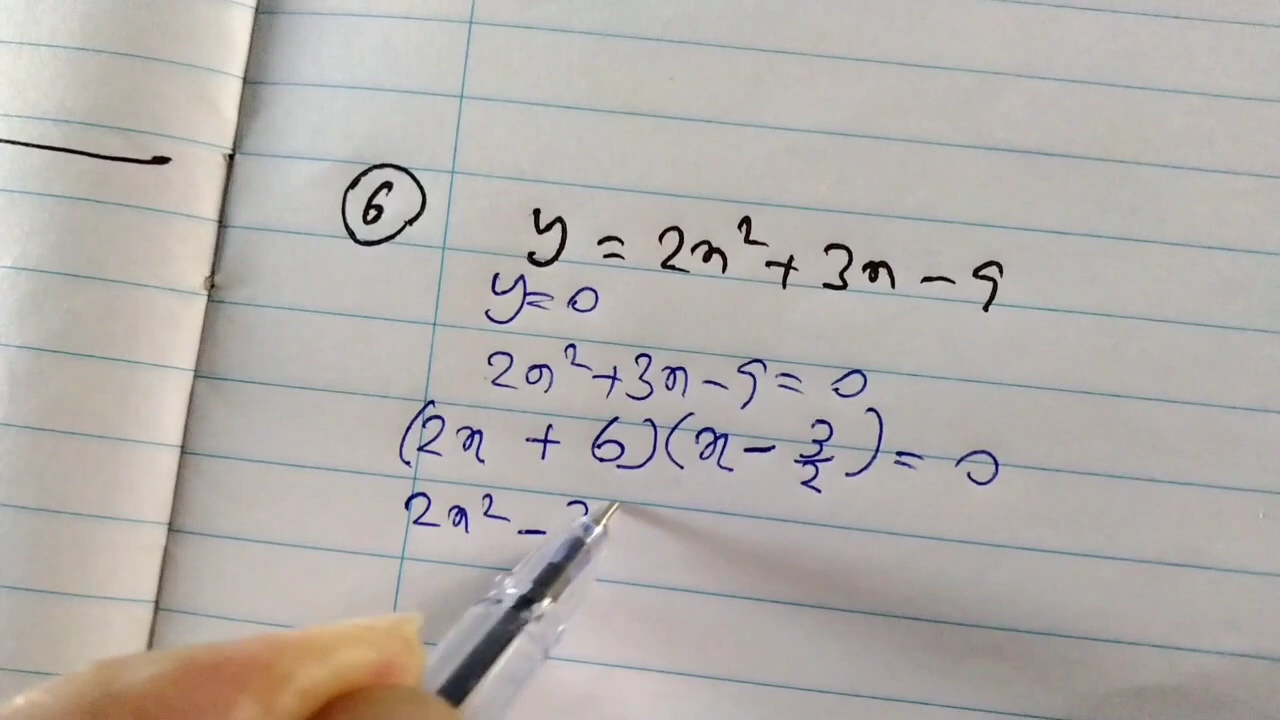 6
y = 2x² + 3x - 9
y = 0
2x² + 3x - 9 = 0
(2x + 6)(x - 3/2) = 0
2x² -